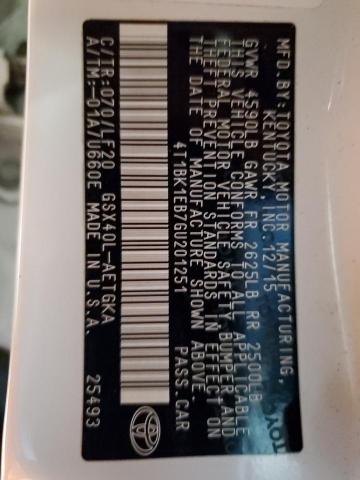 MFD.BY:TOYOTA MOTOR MANUFACTURING,
KENTUCKY, INC. 12/15
GVWR 4590LB GAWR FR 2625LB RR 2500LB
THIS VEHICLE CONFORMS TO ALL APPLICABLE
FEDERAL MOTOR VEHICLE SAFETY BUMPER AND
THEFT PREVENTION STANDARDS IN EFFECT ON
THE DATE OF MANUFACTURE SHOWN ABOVE.
4T1BK1EB7GU201251 PASS.CAR
C/TR:070/LF20 GSX40L-AETGKA
A/TM:-01A/U660E MADE IN U.S.A. 25493